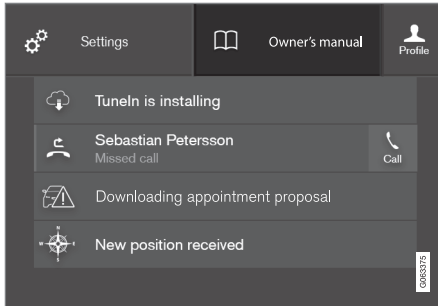 Settings
Owner's manual
Profile
TuneIn is installing
Sebastian Petersson
Missed call
Call
Downloading appointment proposal
N
W
E
S
New position received
G063375